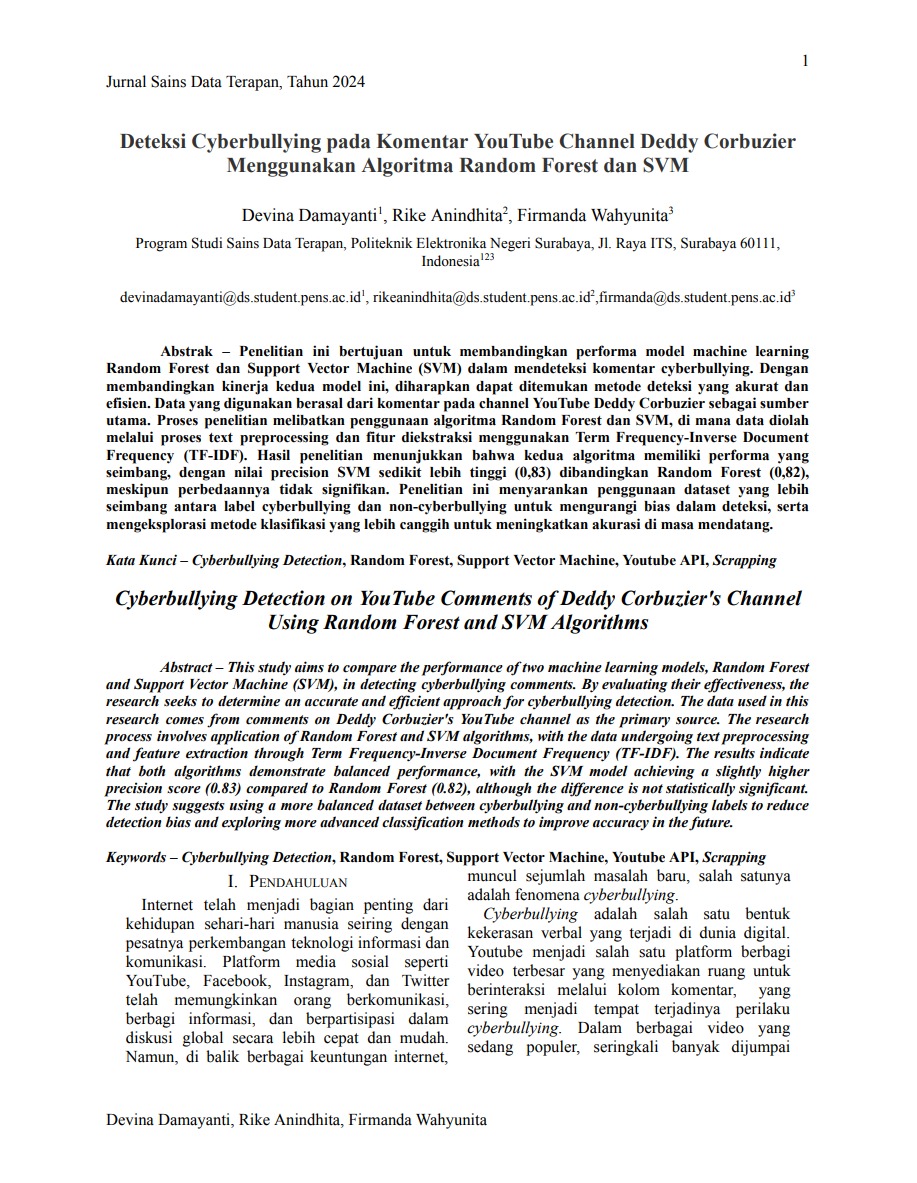 1
Jurnal Sains Data Terapan, Tahun 2024
Deteksi Cyberbullying pada Komentar YouTube Channel Deddy Corbuzier
Menggunakan Algoritma Random Forest dan SVM
Devina Damayanti1, Rike Anindhita2, Firmanda Wahyunita3
Program Studi Sains Data Terapan, Politeknik Elektronika Negeri Surabaya, Jl. Raya ITS, Surabaya 60111,
Indonesia123
devinadamayanti@ds.student.pens.ac.id1, rikeanindhita@ds.student.pens.ac.id2,firmanda@ds.student.pens.ac.id3
Abstrak – Penelitian ini bertujuan untuk membandingkan performa model machine learning
Random Forest dan Support Vector Machine (SVM) dalam mendeteksi komentar cyberbullying. Dengan
membandingkan kinerja kedua model ini, diharapkan dapat ditemukan metode deteksi yang akurat dan
efisien. Data yang digunakan berasal dari komentar pada channel YouTube Deddy Corbuzier sebagai sumber
utama. Proses penelitian melibatkan penggunaan algoritma Random Forest dan SVM, di mana data diolah
melalui proses text preprocessing dan fitur diekstraksi menggunakan Term Frequency-Inverse Document
Frequency (TF-IDF). Hasil penelitian menunjukkan bahwa kedua algoritma memiliki performa yang
seimbang, dengan nilai precision SVM sedikit lebih tinggi (0,83) dibandingkan Random Forest (0,82),
meskipun perbedaannya tidak signifikan. Penelitian ini menyarankan penggunaan dataset yang lebih
seimbang antara label cyberbullying dan non-cyberbullying untuk mengurangi bias dalam deteksi, serta
mengeksplorasi metode klasifikasi yang lebih canggih untuk meningkatkan akurasi di masa mendatang.
Kata Kunci – Cyberbullying Detection, Random Forest, Support Vector Machine, Youtube API, Scrapping
Cyberbullying Detection on YouTube Comments of Deddy Corbuzier's Channel
Using Random Forest and SVM Algorithms
Abstract – This study aims to compare the performance of two machine learning models, Random Forest
and Support Vector Machine (SVM), in detecting cyberbullying comments. By evaluating their effectiveness, the
research seeks to determine an accurate and efficient approach for cyberbullying detection. The data used in this
research comes from comments on Deddy Corbuzier's YouTube channel as the primary source. The research
process involves application of Random Forest and SVM algorithms, with the data undergoing text preprocessing
and feature extraction through Term Frequency-Inverse Document Frequency (TF-IDF). The results indicate
that both algorithms demonstrate balanced performance, with the SVM model achieving a slightly higher
precision score (0.83) compared to Random Forest (0.82), although the difference is not statistically significant.
The study suggests using a more balanced dataset between cyberbullying and non-cyberbullying labels to reduce
detection bias and exploring more advanced classification methods to improve accuracy in the future.
Keywords – Cyberbullying Detection, Random Forest, Support Vector Machine, Youtube API, Scrapping
I. PENDAHULUAN
Internet telah menjadi bagian penting dari
kehidupan sehari-hari manusia seiring dengan
pesatnya perkembangan teknologi informasi dan
komunikasi. Platform media sosial seperti
YouTube, Facebook, Instagram, dan Twitter
telah memungkinkan orang berkomunikasi,
berbagi informasi, dan berpartisipasi dalam
diskusi global secara lebih cepat dan mudah.
Namun, di balik berbagai keuntungan internet,
muncul sejumlah masalah baru, salah satunya
adalah fenomena cyberbullying.
Cyberbullying adalah salah satu bentuk
kekerasan verbal yang terjadi di dunia digital.
Youtube menjadi salah satu platform berbagi
video terbesar yang menyediakan ruang untuk
berinteraksi melalui kolom komentar, yang
sering menjadi tempat terjadinya perilaku
cyberbullying. Dalam berbagai video yang
sedang populer, seringkali banyak dijumpai
Devina Damayanti, Rike Anindhita, Firmanda Wahyunita